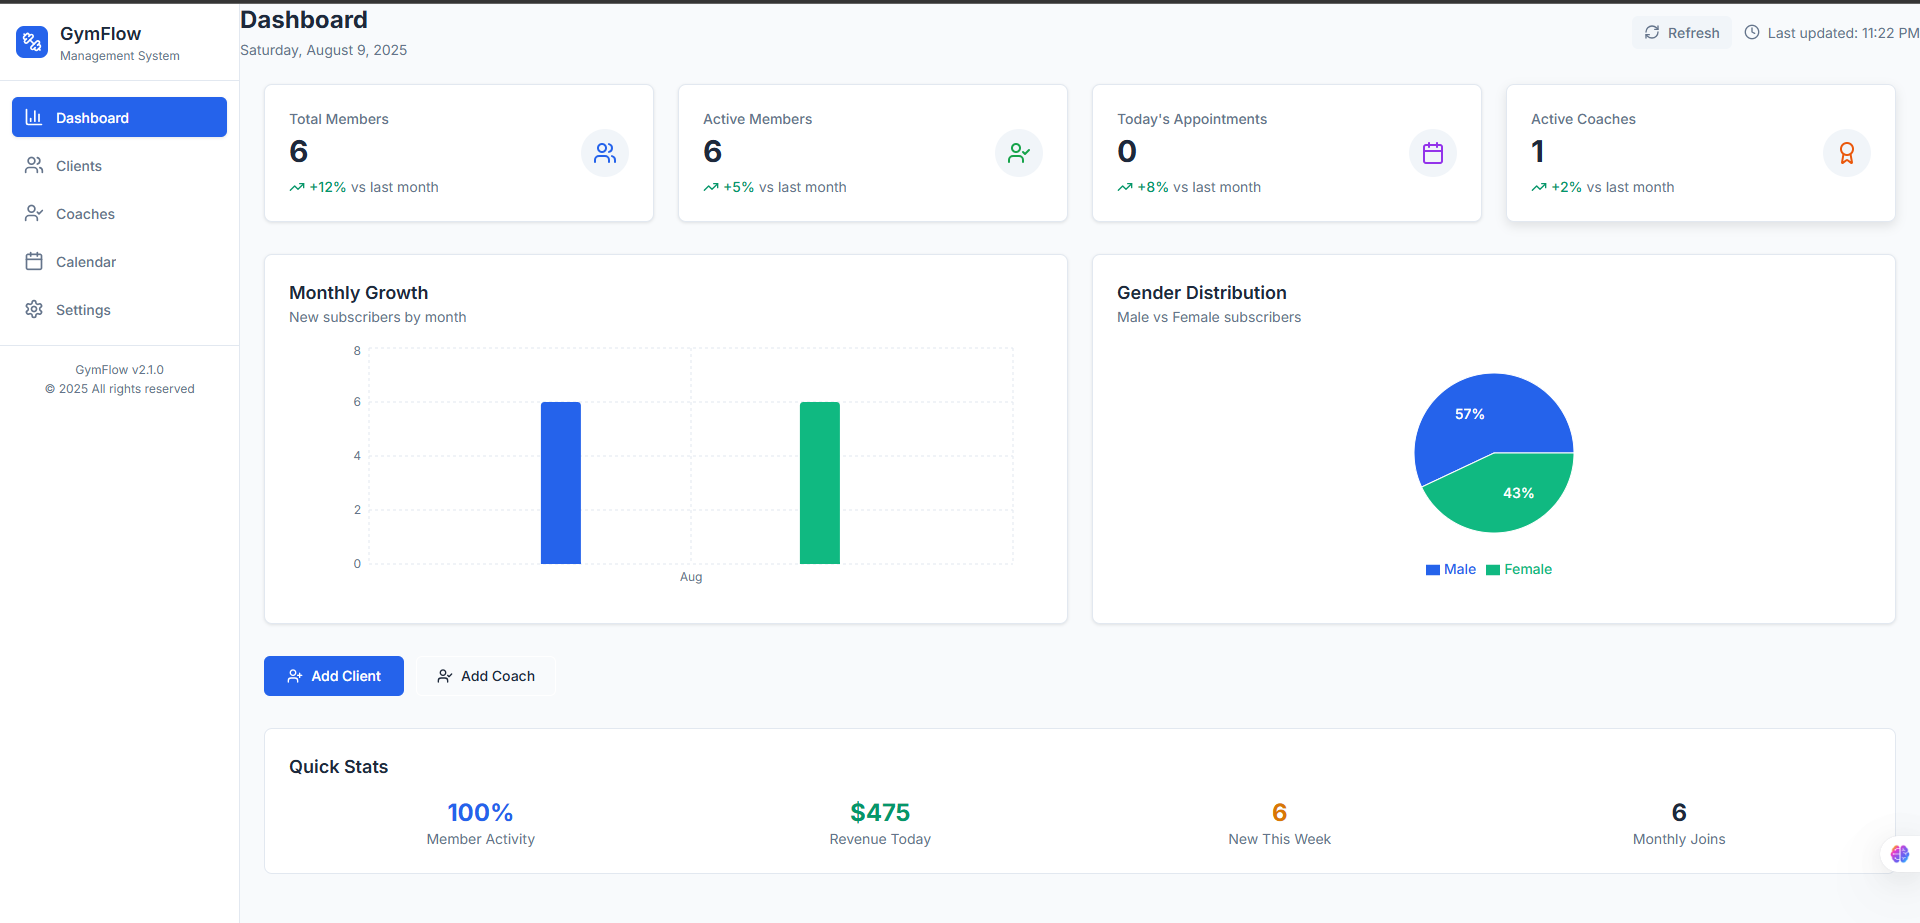 GymFlow
Management System
Dashboard
Clients
Coaches
Calendar
Settings
GymFlow v2.1.0
© 2025 All rights reserved
Dashboard
Saturday, August 9, 2025
Refresh
Last updated: 11:22 PM
Total Members
6
+12% vs last month
Active Members
6
+5% vs last month
Today's Appointments
0
+8% vs last month
Active Coaches
1
+2% vs last month
Monthly Growth
New subscribers by month
8
6
4
2
0
Aug
Gender Distribution
Male vs Female subscribers
57%
43%
Male Female
Add Client
Add Coach
Quick Stats
100%
Member Activity
$475
Revenue Today
6
New This Week
6
Monthly Joins